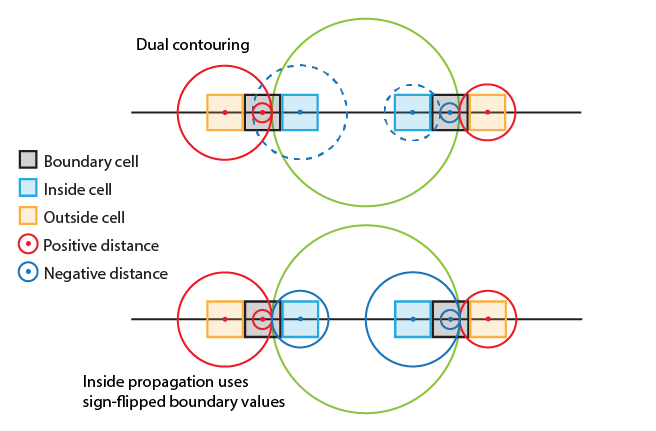 Dual contouring
Boundary cell
Inside cell
Outside cell
Positive distance
Negative distance
Inside propagation uses
sign-flipped boundary values